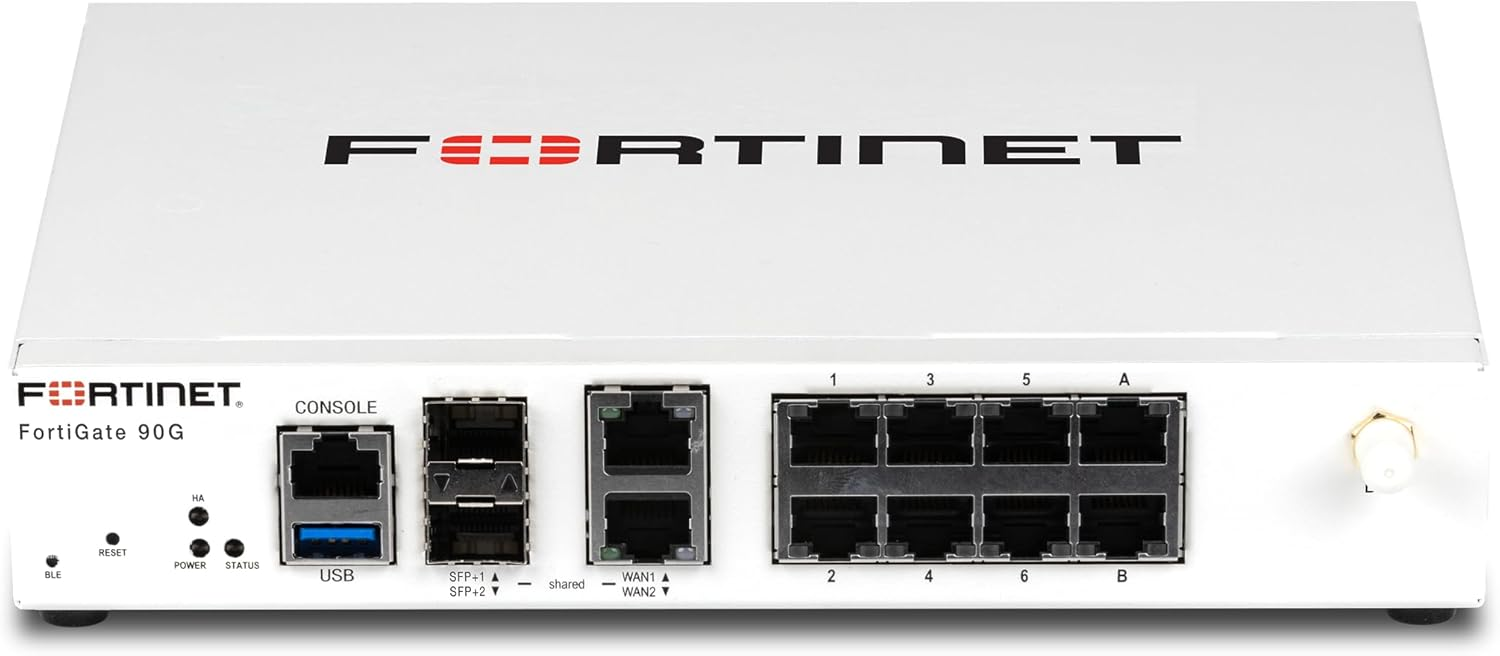 FORTINET
FORTINET®
FortiGate 90G
CONSOLE
1 3 5 A
HA
RESET
POWER STATUS
BLE
USB
SFP+1 ▲
SFP+2 ▼
shared
WAN1 ▲
WAN2 ▼
2 4 6 B